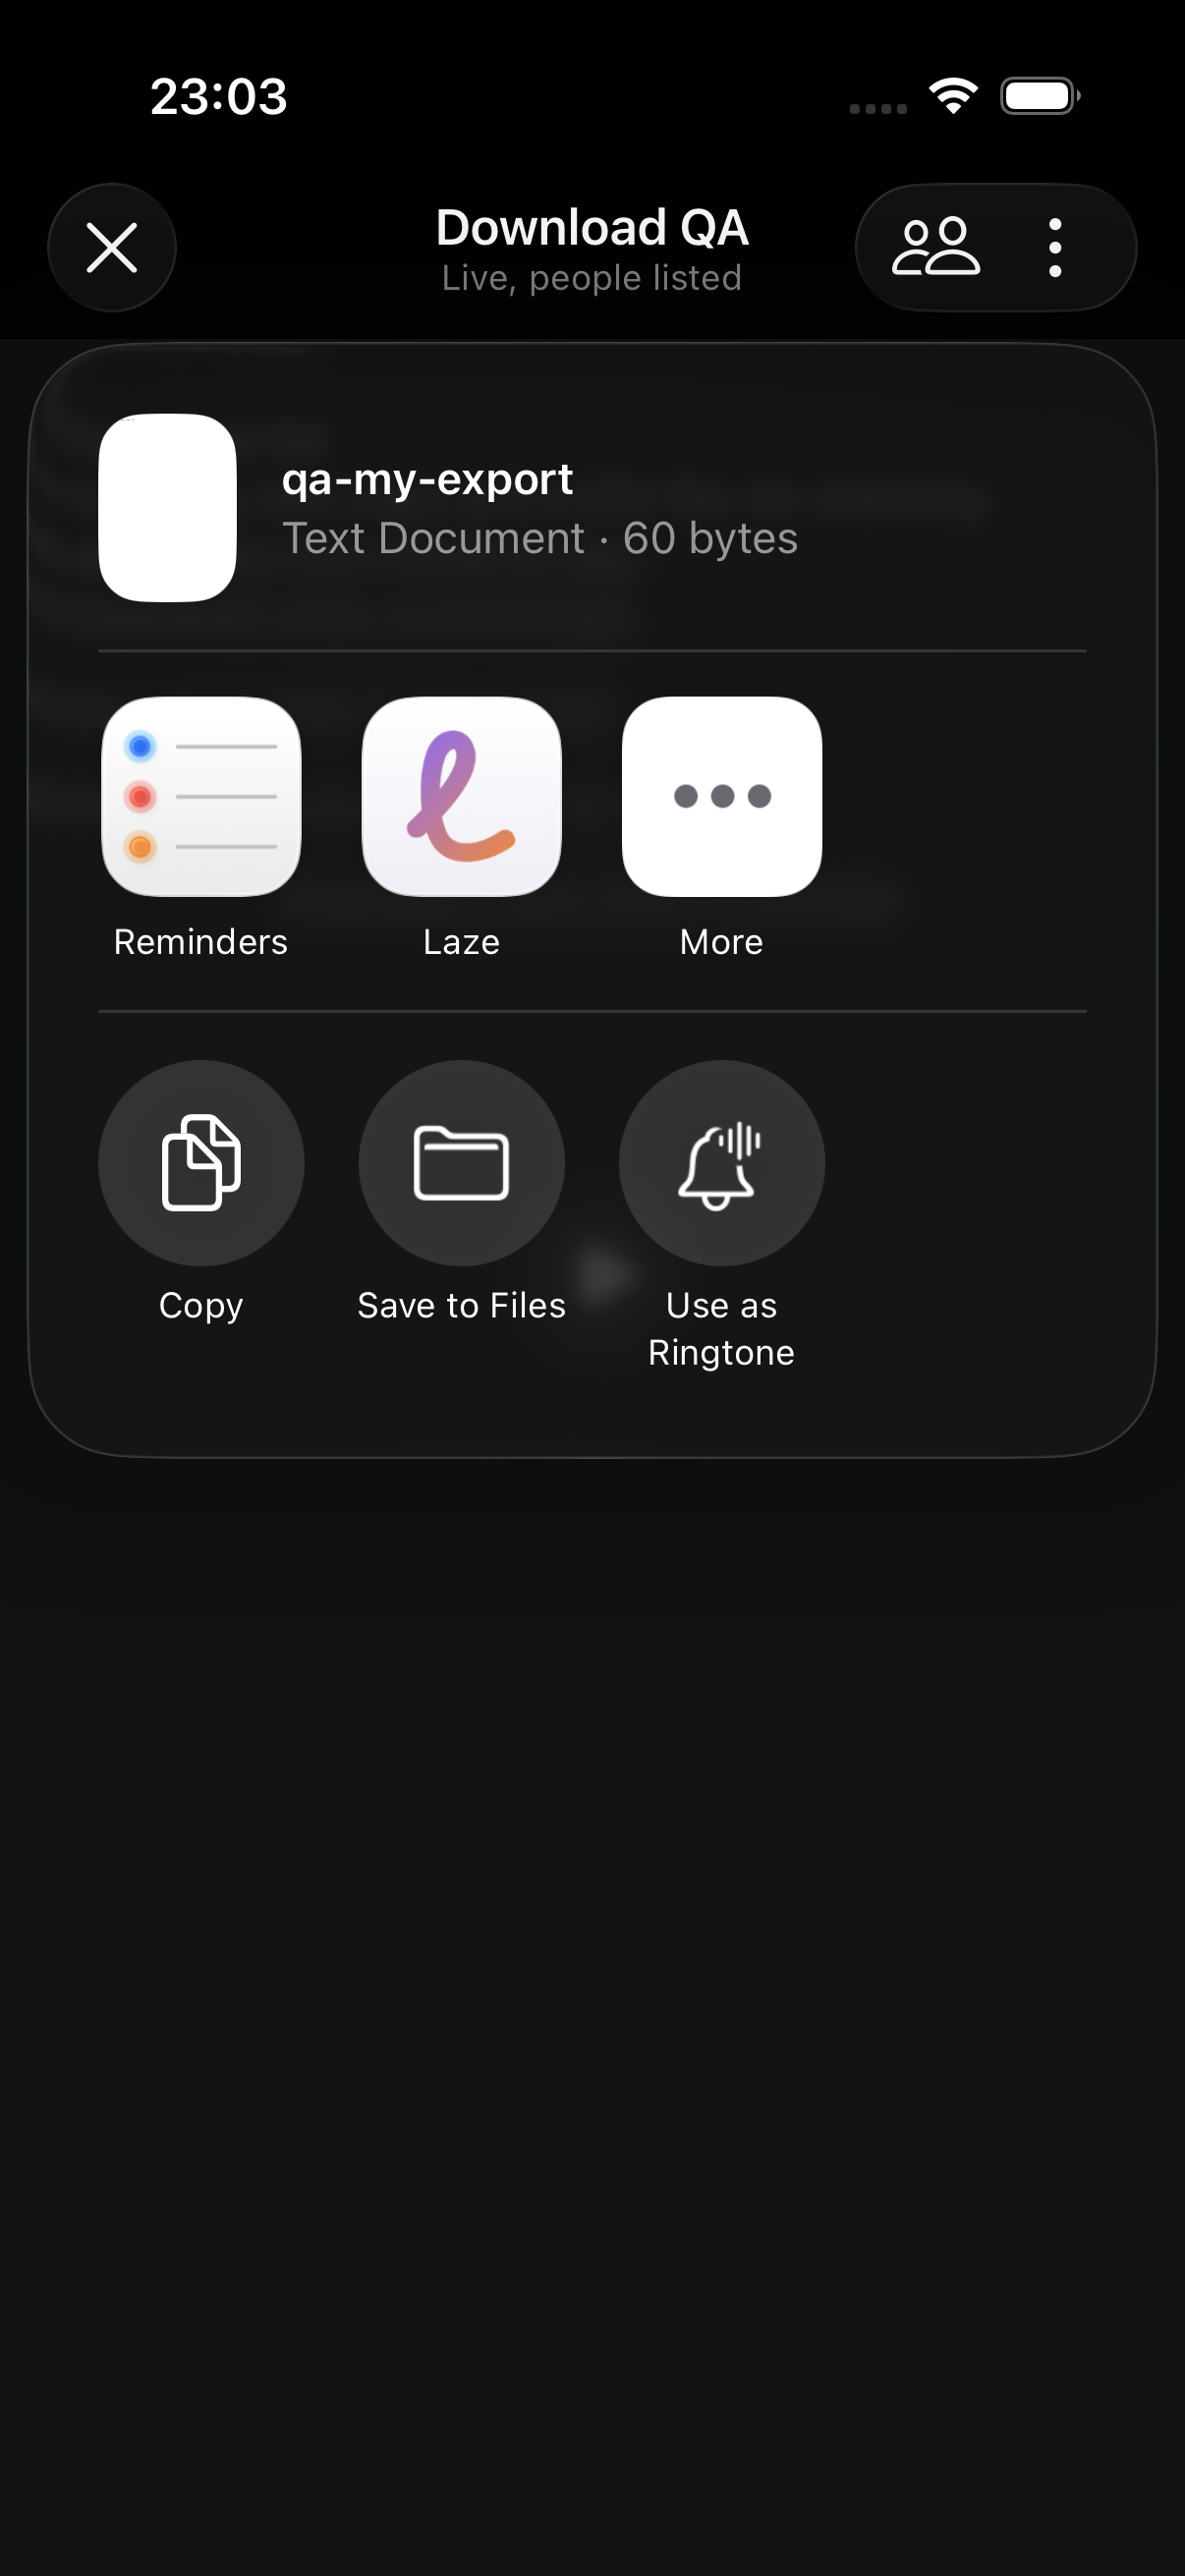 23:03
Download QA
Live, people listed
qa-my-export
Text Document · 60 bytes
Reminders
Laze
More
Copy
Save to Files
Use as
Ringtone